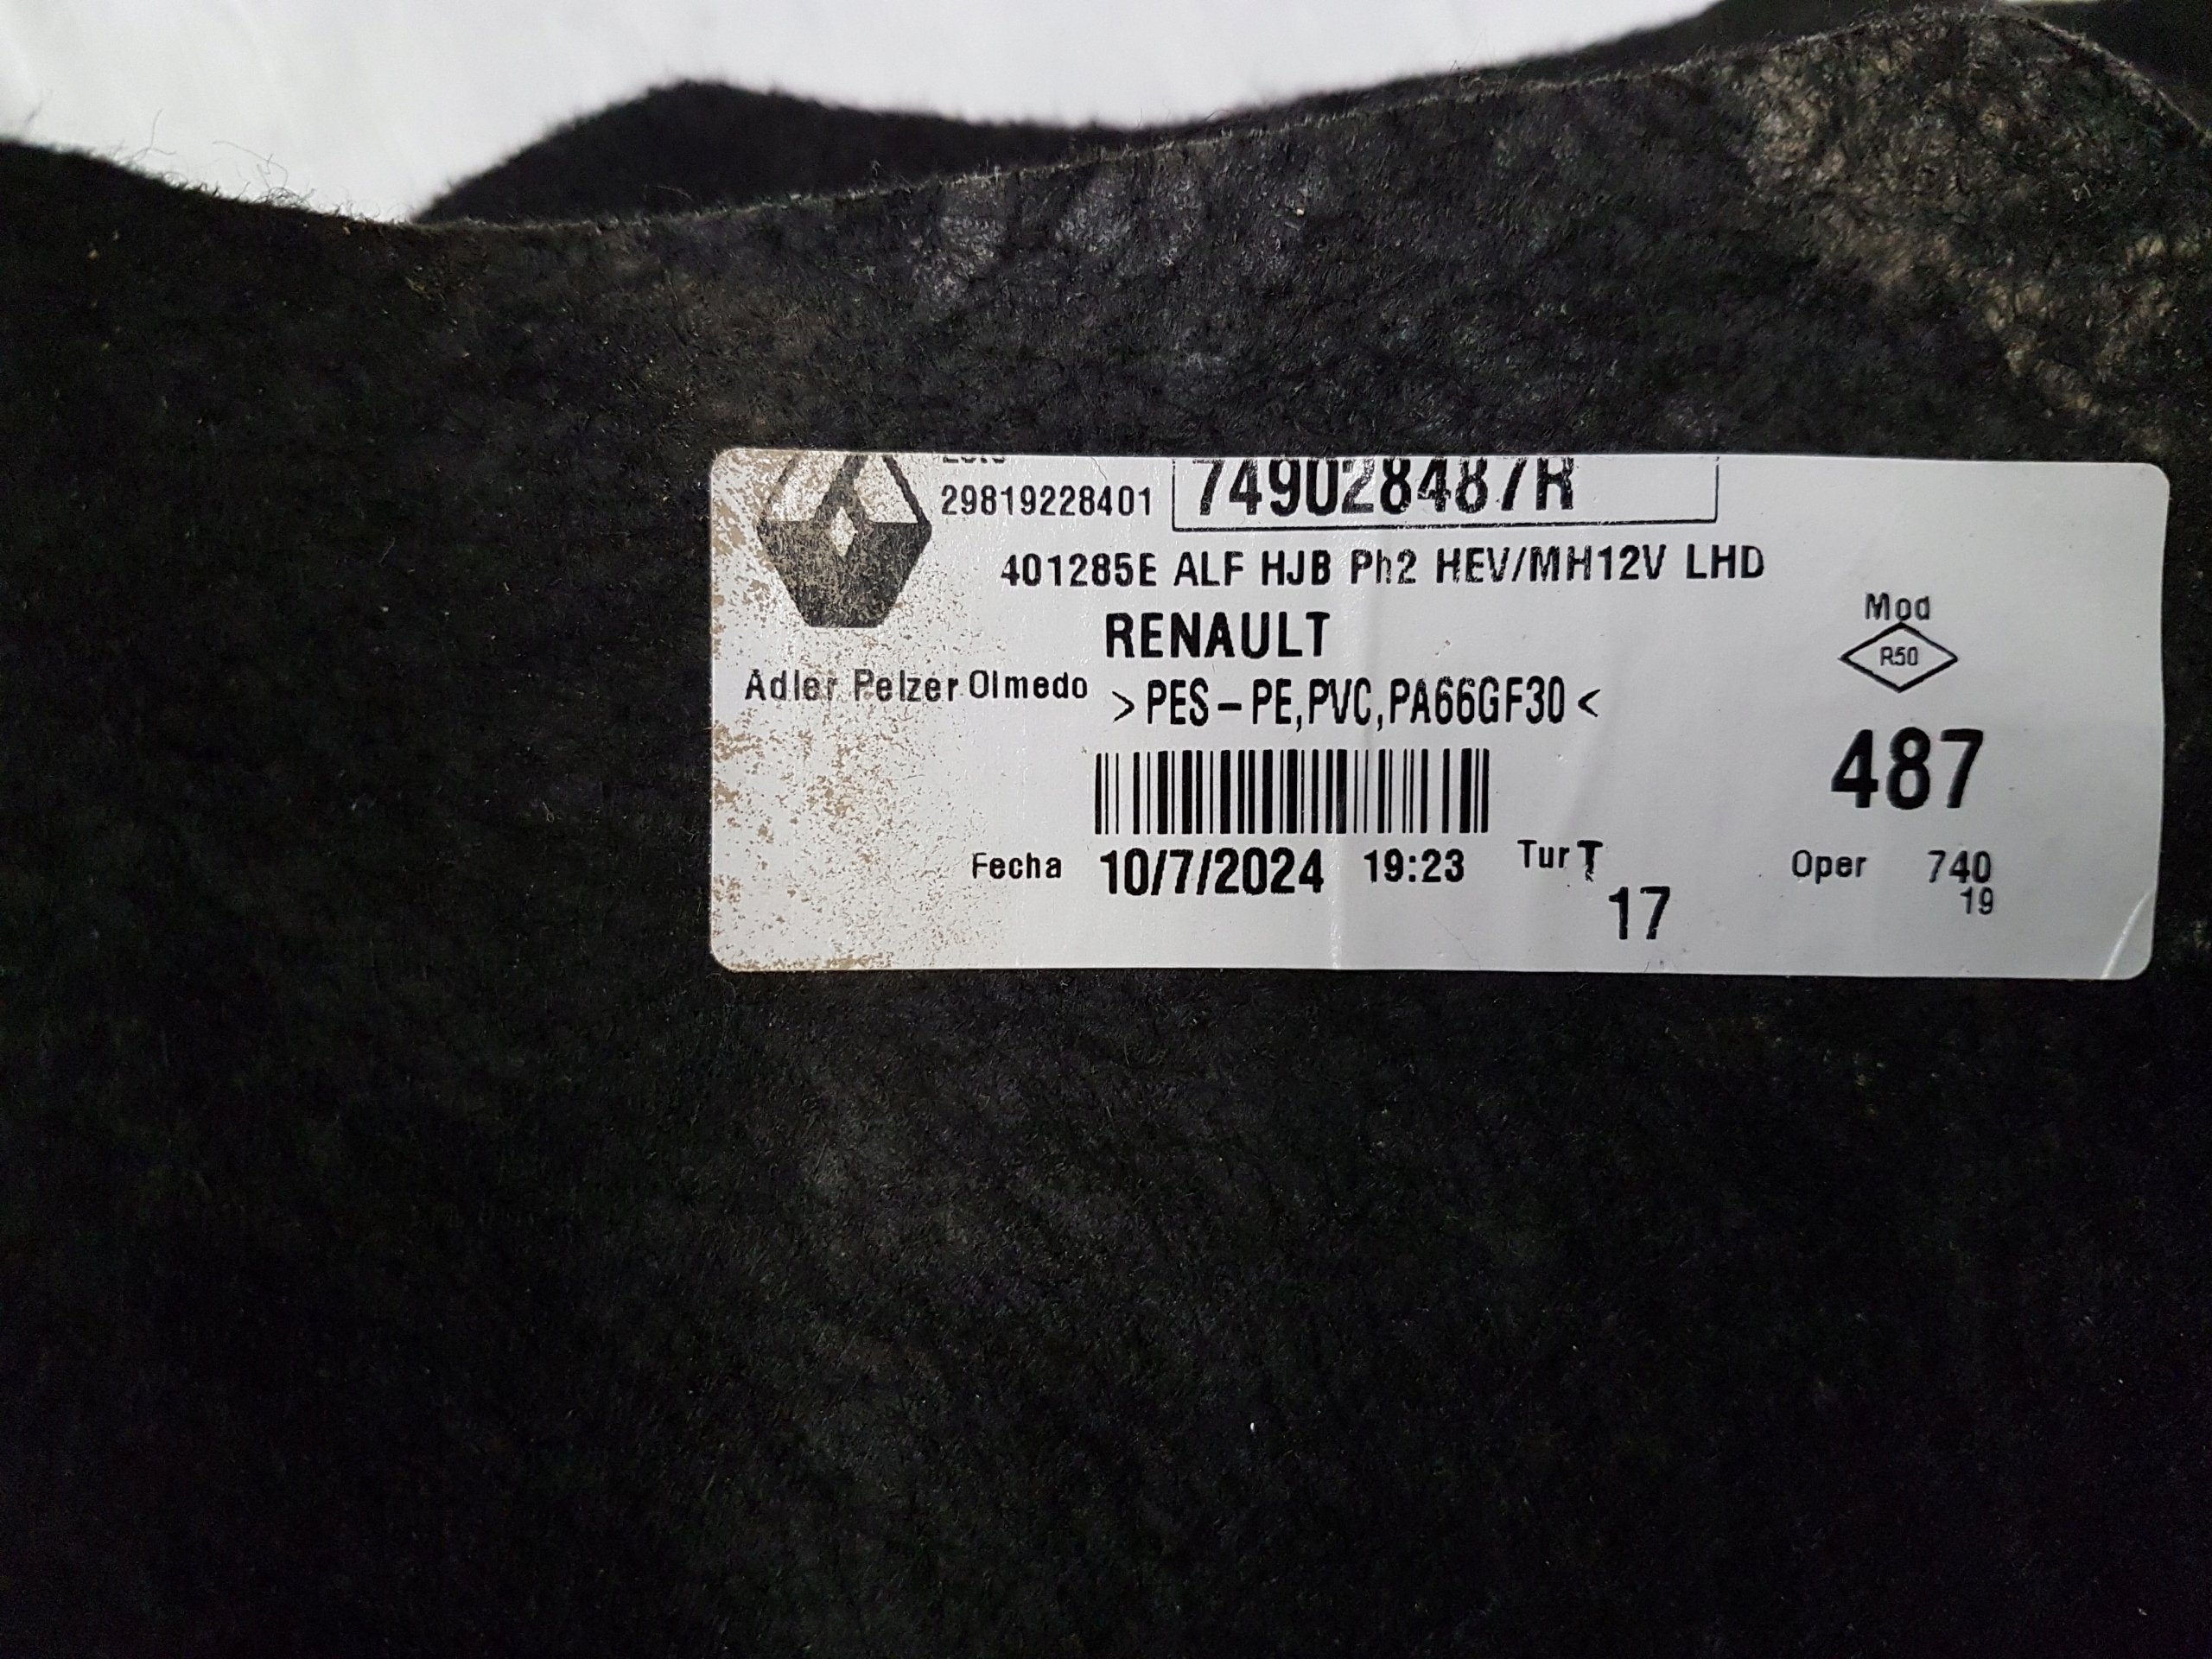 29819228401 749028487R
401285E ALF HJB Ph2 HEV/MH12V LHD
Mod
RENAULT
R50
Adler Pelzer Olmedo >PES-PE,PVC,PA66GF30<
487
Fecha 10/7/2024 19:23 Tur T Oper 740
17 19